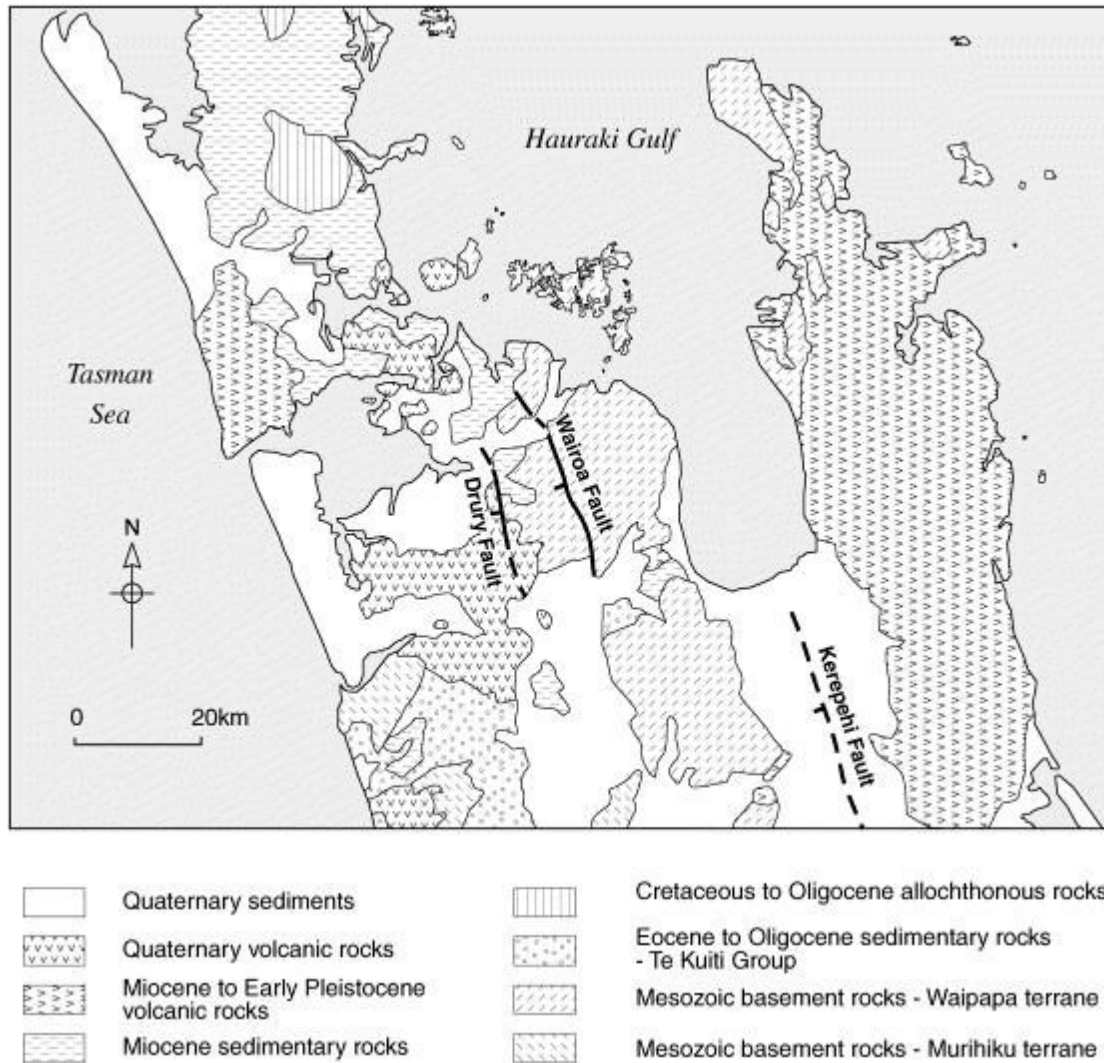 Hauraki Gulf
Tasman
Sea
Wairoa Fault
Drury Fault
N
Kerepehi Fault
0 20km
Quaternary sediments
Quaternary volcanic rocks
Miocene to Early Pleistocene
volcanic rocks
Miocene sedimentary rocks
Cretaceous to Oligocene allochthonous rocks
Eocene to Oligocene sedimentary rocks
- Te Kuiti Group
Mesozoic basement rocks - Waipapa terrane
Mesozoic basement rocks - Murihiku terrane